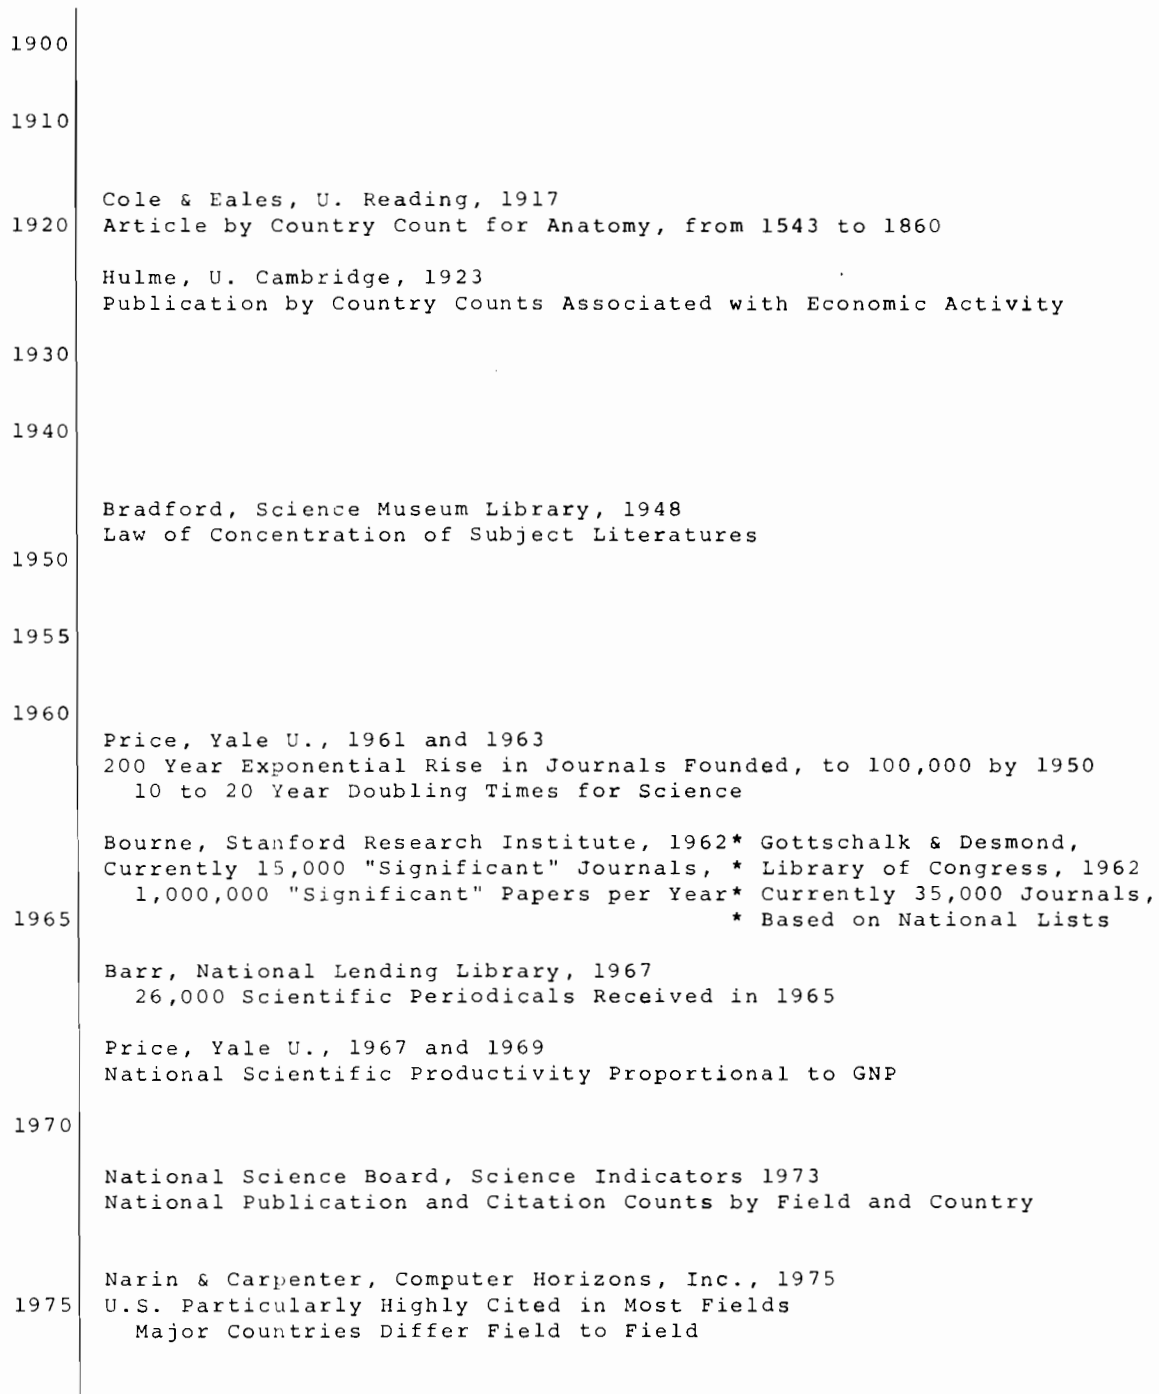 1900
1910
Cole & Eales, U. Reading, 1917
1920 Article by Country Count for Anatomy, from 1543 to 1860
Hulme, U. Cambridge, 1923
Publication by Country Counts Associated with Economic Activity
1930
1940
Bradford, Science Museum Library, 1948
Law of Concentration of Subject Literatures
1950
1955
1960
Price, Yale U., 1961 and 1963
200 Year Exponential Rise in Journals Founded, to 100,000 by 1950
10 to 20 Year Doubling Times for Science
Bourne, Stanford Research Institute, 1962* Gottschalk & Desmond,
Currently 15,000 "Significant" Journals, * Library of Congress, 1962
1,000,000 "Significant" Papers per Year* Currently 35,000 Journals,
1965 * Based on National Lists
Barr, National Lending Library, 1967
26,000 Scientific Periodicals Received in 1965
Price, Yale U., 1967 and 1969
National Scientific Productivity Proportional to GNP
1970
National Science Board, Science Indicators 1973
National Publication and Citation Counts by Field and Country
Narin & Carpenter, Computer Horizons, Inc., 1975
1975 U.S. Particularly Highly Cited in Most Fields
Major Countries Differ Field to Field